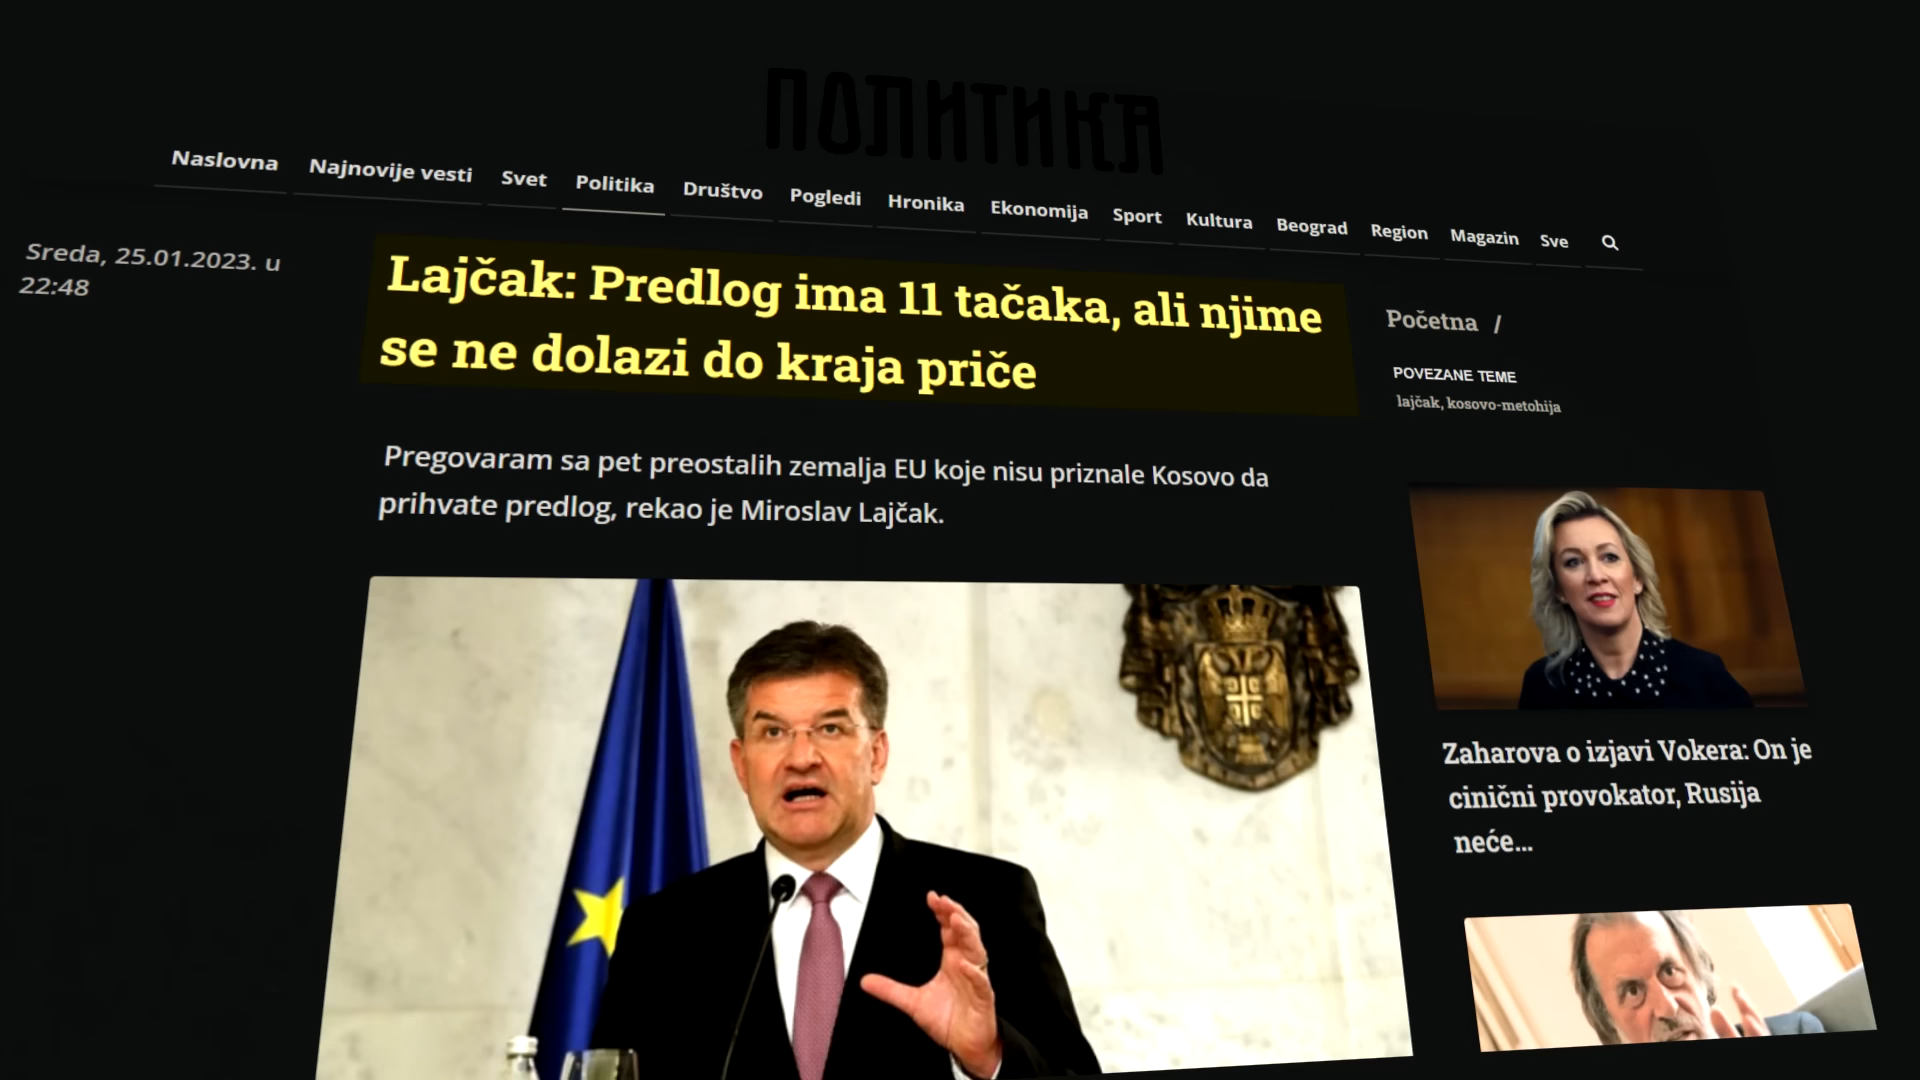 ПОЛИТИКА
Naslovna Najnovije vesti Svet Politika Društvo Pogledi Hronika Ekonomija Sport Kultura Beograd Region Magazin Sve
Sreda, 25.01.2023. u
22:48
Lajčak: Predlog ima 11 tačaka, ali njime
se ne dolazi do kraja priče
Pregovaram sa pet preostalih zemalja EU koje nisu priznale Kosovo da
prihvate predlog, rekao je Miroslav Lajčak.
Početna /
POVEZANE TEME
lajčak, kosovo-metohija
Zaharova o izjavi Vokera: On je
cinični provokator, Rusija
neće...